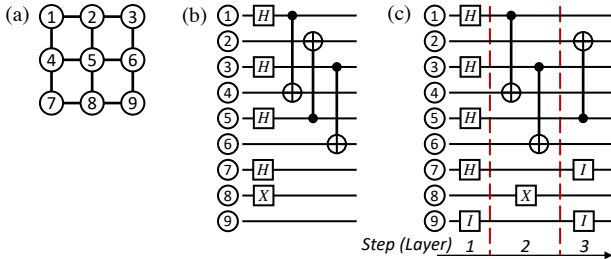 (a)
1 2 3
4 5 6
7 8 9
(b)
1 H
2
3 H
4
5 H
6
7 H
8 X
9
(c)
1 H
2
3 H
4
5 H
6
7 H I
8 X
9 I I
Step (Layer) 1 2 3